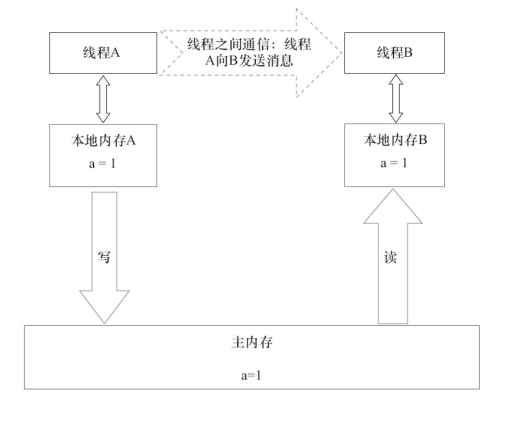 线程A
线程之间通信：线程
A向B发送消息
线程B
本地内存A
a = 1
本地内存B
a = 1
写
读
主内存
a=1